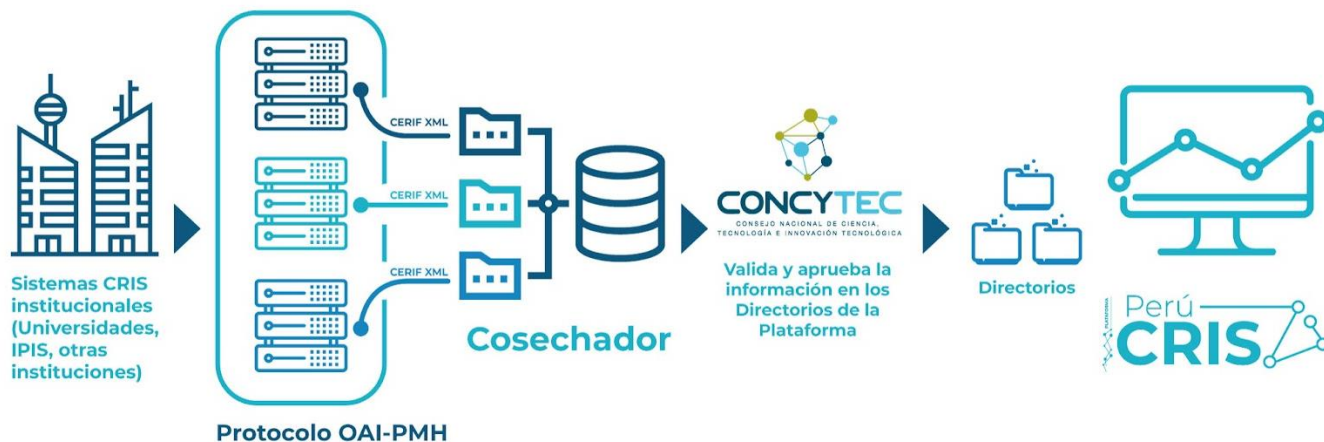 Sistemas CRIS
institucionales
(Universidades,
IPIS, otras
instituciones)
CERIF XML
CERIF XML
CERIF XML
Protocolo OAI-PMH
Cosechador
CONCYTEC
CONSEJO NACIONAL DE CIENCIA,
TECNOLOGÍA E INNOVACIÓN TECNOLÓGICA
Valida y aprueba la
información en los
Directorios de la
Plataforma
Directorios
PLATAFORMA
Perú
CRIS